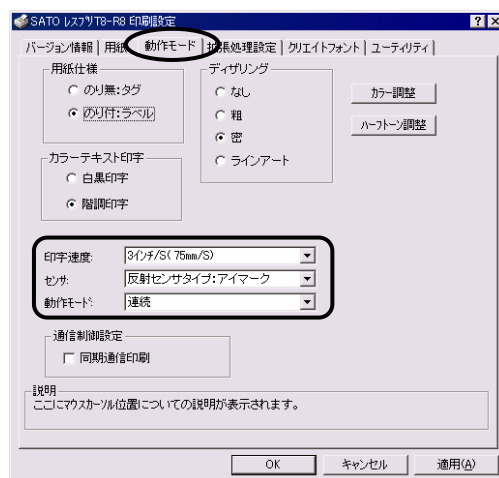 SATO ﾚｽﾌﾟﾘT8-R8 印刷設定
バージョン情報 用紙 動作モード 拡張処理設定 クリエイトフォント ユーティリティ
用紙仕様
のり無:タグ
のり付:ラベル
ディザリング
なし
粗
密
ラインアート
カラー調整
ハーフトーン調整
カラーテキスト印字
白黒印字
階調印字
印字速度: 3インチ/S( 75mm/S)
センサ: 反射センサタイプ:アイマーク
動作モード: 連続
通信制御設定
同期通信印刷
説明
ここにマウスカーソル位置についての説明が表示されます。
OK キャンセル 適用(A)